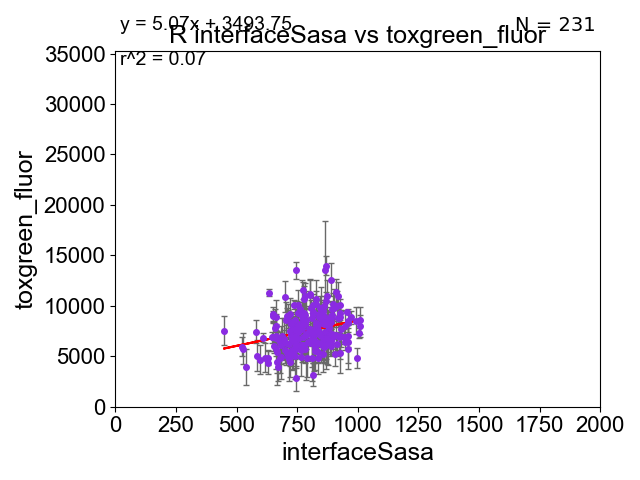 y = 5.07x + 3493.75
N = 231
R interfaceSasa vs toxgreen_fluor
r^2 = 0.07
35000
30000
25000
20000
15000
10000
5000
0
toxgreen_fluor
0 250 500 750 1000 1250 1500 1750 2000
interfaceSasa